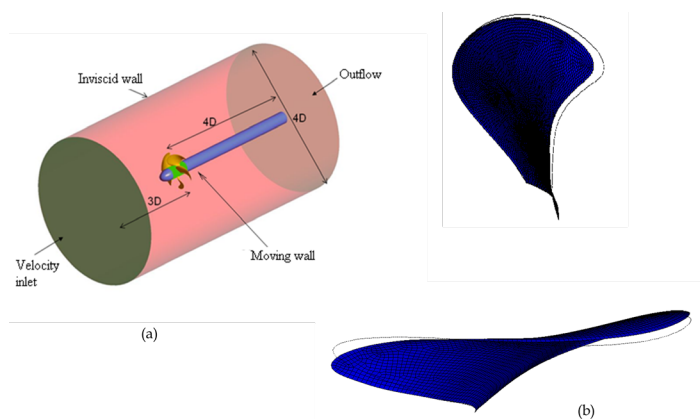 Inviscid wall
Outflow
4D
4D
3D
Moving wall
Velocity
inlet
(a)
(b)